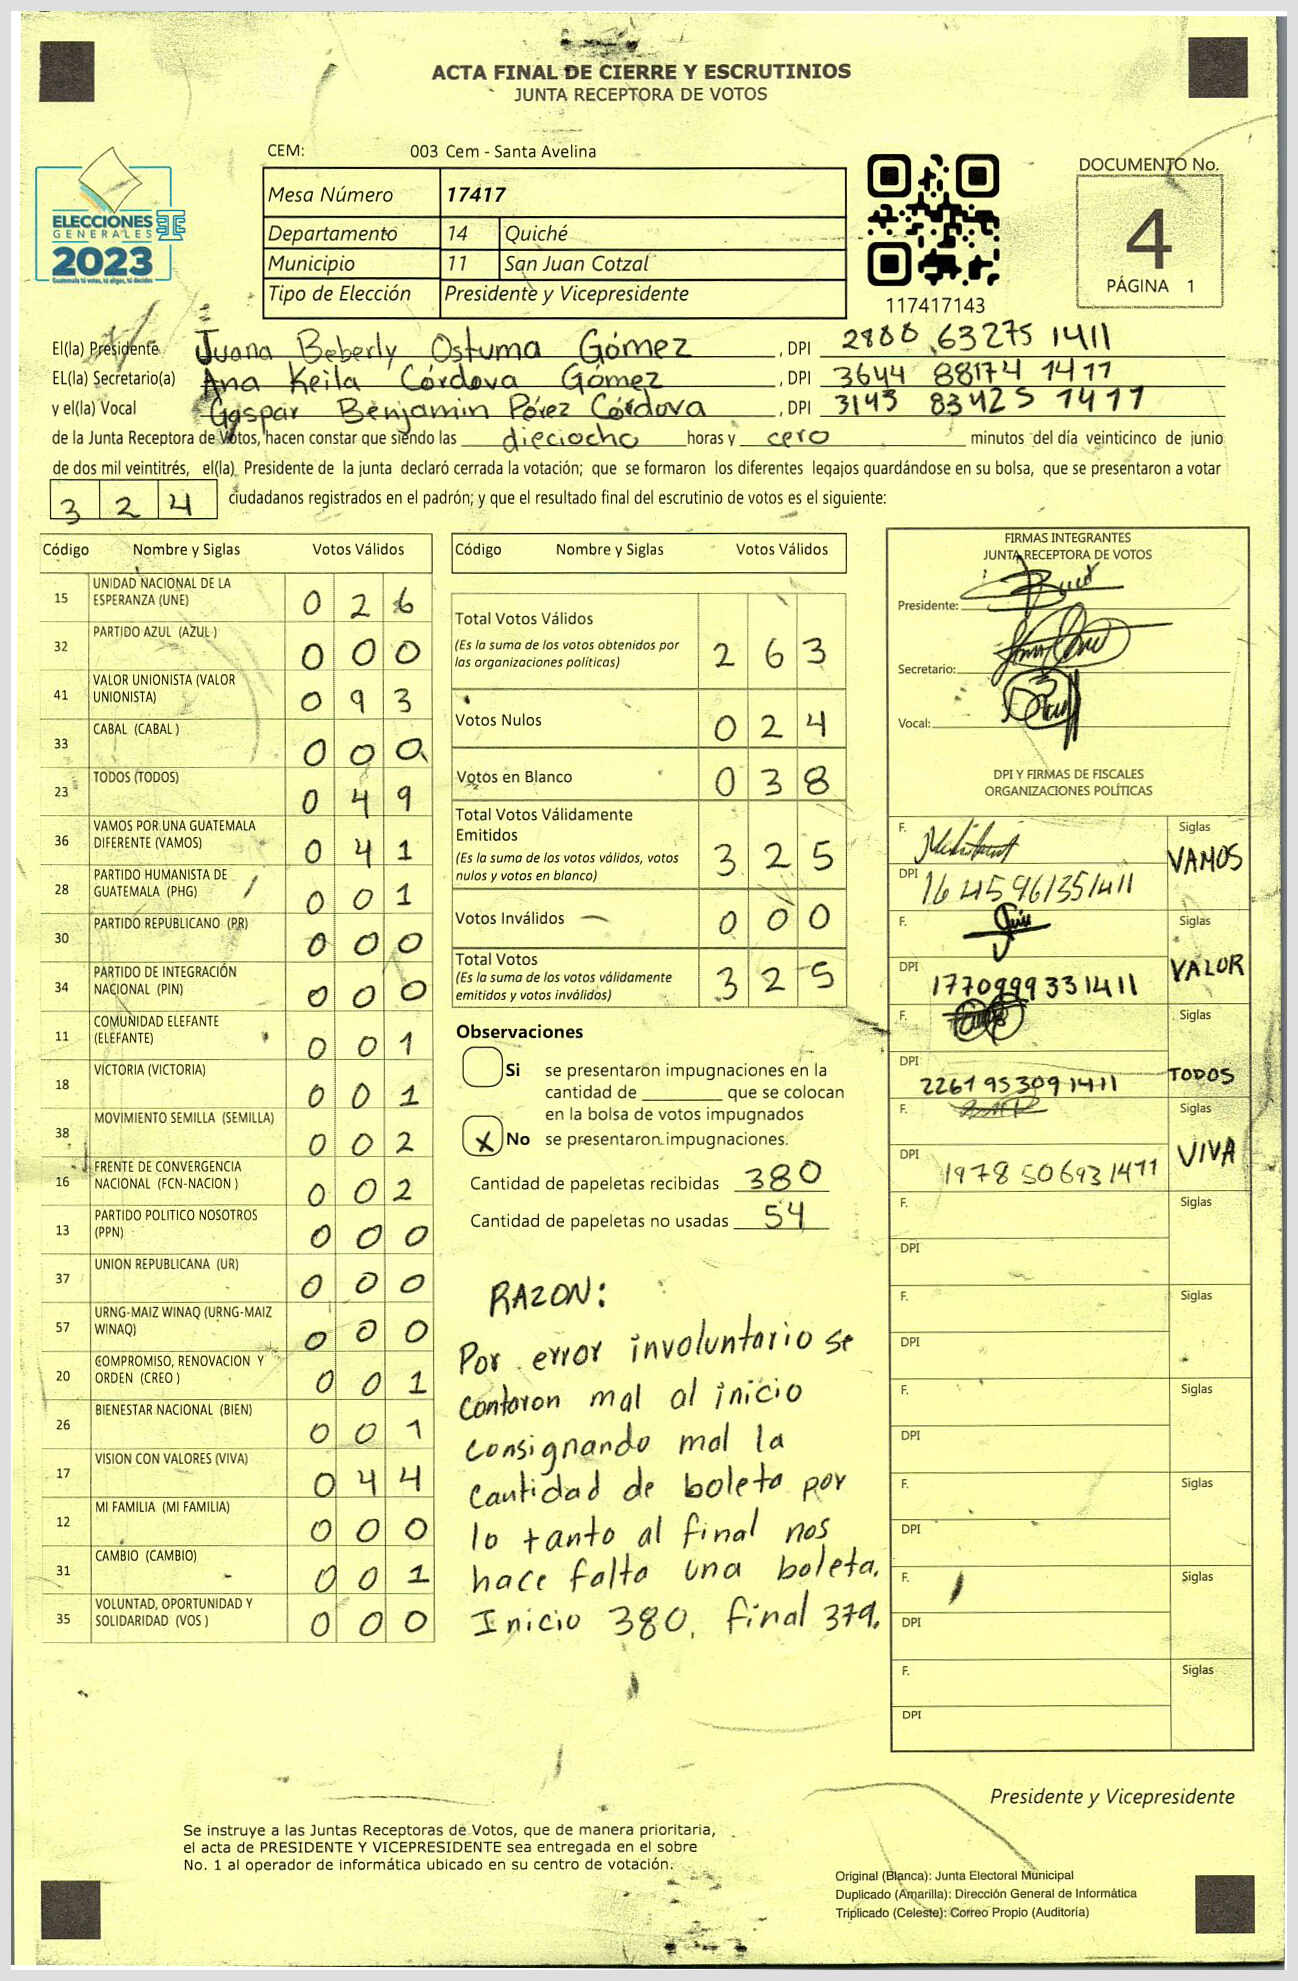 ACTA FINAL DE CIERRE Y ESCRUTINIOS
JUNTA RECEPTORA DE VOTOS
CEM: 003 Cem - Santa Avelina
DOCUMENTO No.
4
PÁGINA 1
ELECCIONES
GENERALES
2023
Guatemala tú votas, tú eliges, tú decides
Mesa Número 17417
Departamento 14 Quiché
Municipio 11 San Juan Cotzal
Tipo de Elección Presidente y Vicepresidente
117417143
El(la) Presidente Juana Beberly Ostuma Gómez , DPI 2880 63275 1411
EL(la) Secretario(a) Ana Keila Córdova Gómez , DPI 3644 88174 1411
y el(la) Vocal Gaspar Benjamin Pérez Córdova , DPI 3143 83425 1411
de la Junta Receptora de Votos, hacen constar que siendo las dieciocho horas y cero minutos del día veinticinco de junio
de dos mil veintitrés, el(la) Presidente de la junta declaró cerrada la votación; que se formaron los diferentes legajos guardándose en su bolsa, que se presentaron a votar
3 2 4 ciudadanos registrados en el padrón; y que el resultado final del escrutinio de votos es el siguiente:
Código Nombre y Siglas Votos Válidos
15 UNIDAD NACIONAL DE LA
ESPERANZA (UNE) 0 2 6
32 PARTIDO AZUL (AZUL ) 0 0 0
41 VALOR UNIONISTA (VALOR
UNIONISTA) 0 9 3
33 CABAL (CABAL ) 0 0 0
23 TODOS (TODOS) 0 4 9
36 VAMOS POR UNA GUATEMALA
DIFERENTE (VAMOS) 0 4 1
28 PARTIDO HUMANISTA DE
GUATEMALA (PHG) 0 0 1
30 PARTIDO REPUBLICANO (PR) 0 0 0
34 PARTIDO DE INTEGRACIÓN
NACIONAL (PIN) 0 0 0
11 COMUNIDAD ELEFANTE
(ELEFANTE) 0 0 1
18 VICTORIA (VICTORIA) 0 0 1
38 MOVIMIENTO SEMILLA (SEMILLA) 0 0 2
16 FRENTE DE CONVERGENCIA
NACIONAL (FCN-NACION ) 0 0 2
13 PARTIDO POLITICO NOSOTROS
(PPN) 0 0 0
37 UNION REPUBLICANA (UR) 0 0 0
57 URNG-MAIZ WINAQ (URNG-MAIZ
WINAQ) 0 0 0
20 COMPROMISO, RENOVACION Y
ORDEN (CREO ) 0 0 1
26 BIENESTAR NACIONAL (BIEN) 0 0 1
17 VISION CON VALORES (VIVA) 0 4 4
12 MI FAMILIA (MI FAMILIA) 0 0 0
31 CAMBIO (CAMBIO) 0 0 1
35 VOLUNTAD, OPORTUNIDAD Y
SOLIDARIDAD (VOS ) 0 0 0
Código Nombre y Siglas Votos Válidos
Total Votos Válidos
(Es la suma de los votos obtenidos por
las organizaciones políticas) 2 6 3
Votos Nulos 0 2 4
Votos en Blanco 0 3 8
Total Votos Válidamente
Emitidos
(Es la suma de los votos válidos, votos
nulos y votos en blanco) 3 2 5
Votos Inválidos 0 0 0
Total Votos
(Es la suma de los votos válidamente
emitidos y votos inválidos) 3 2 5
Observaciones
Si se presentaron impugnaciones en la
cantidad de ________ que se colocan
en la bolsa de votos impugnados
x No se presentaron impugnaciones.
Cantidad de papeletas recibidas 380
Cantidad de papeletas no usadas 54
RAZON:
Por error involuntario se
contaron mal al inicio
consignando mal la
cantidad de boleta por
lo tanto al final nos
hace falta una boleta.
Inicio 380, final 379.
FIRMAS INTEGRANTES
JUNTA RECEPTORA DE VOTOS
Presidente:
Secretario:
Vocal:
DPI Y FIRMAS DE FISCALES
ORGANIZACIONES POLÍTICAS
F. Siglas
DPI 1645961351411 VAMOS
F. Siglas
DPI 1770999331411 VALOR
F. Siglas
DPI 2261953091411 TODOS
F. Siglas
DPI 1978506931411 VIVA
F. Siglas
DPI
F. Siglas
DPI
F. Siglas
DPI
F. Siglas
DPI
F. Siglas
DPI
F. Siglas
DPI
Presidente y Vicepresidente
Se instruye a las Juntas Receptoras de Votos, que de manera prioritaria,
el acta de PRESIDENTE Y VICEPRESIDENTE sea entregada en el sobre
No. 1 al operador de informática ubicado en su centro de votación.
Original (Blanca): Junta Electoral Municipal
Duplicado (Amarilla): Dirección General de Informática
Triplicado (Celeste): Correo Propio (Auditoría)